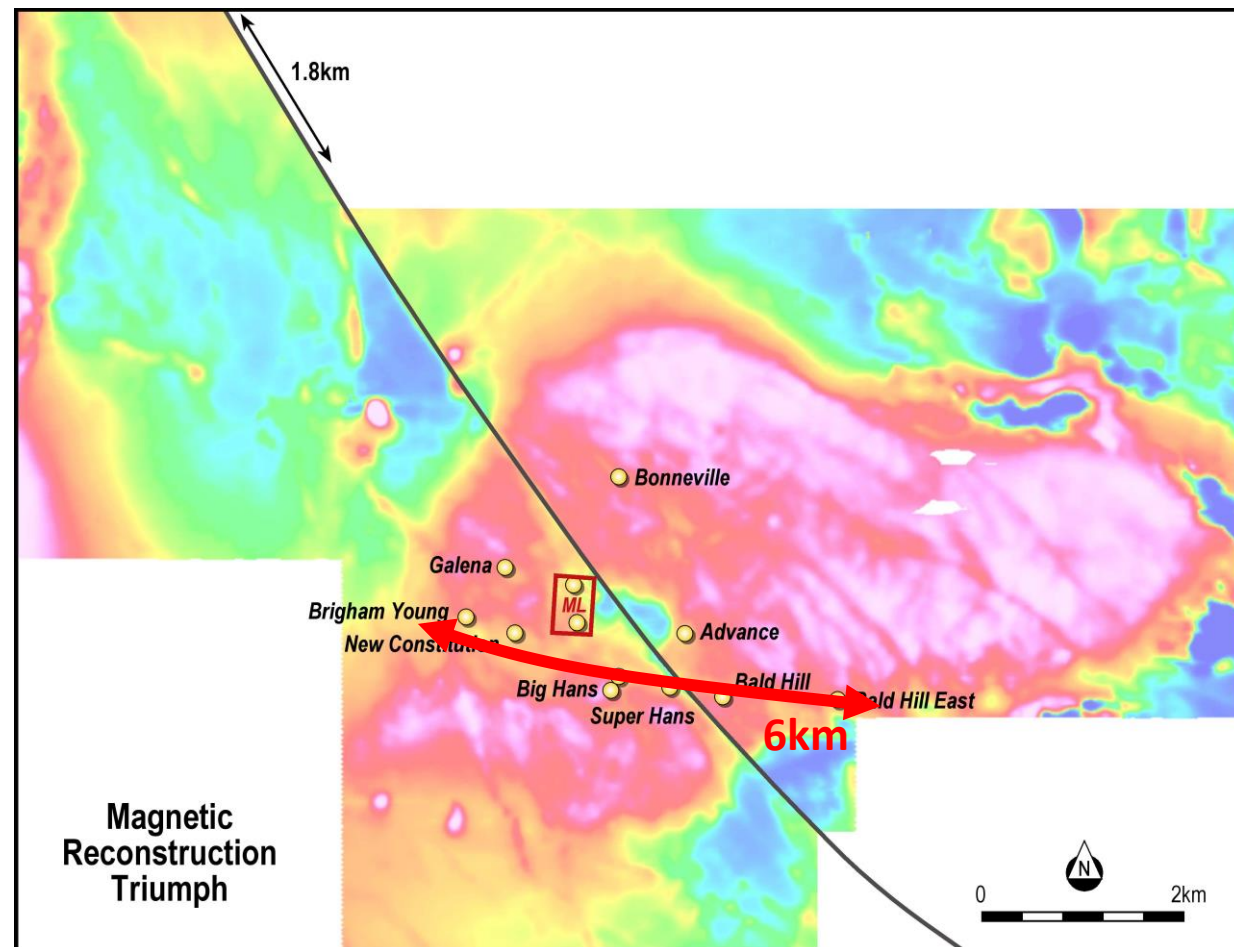 1.8km
Bonneville
Galena
ML
Brigham Young
New Constitution
Advance
Big Hans
Bald Hill
Super Hans
Bald Hill East
6km
Magnetic
Reconstruction
Triumph
N
0 2km